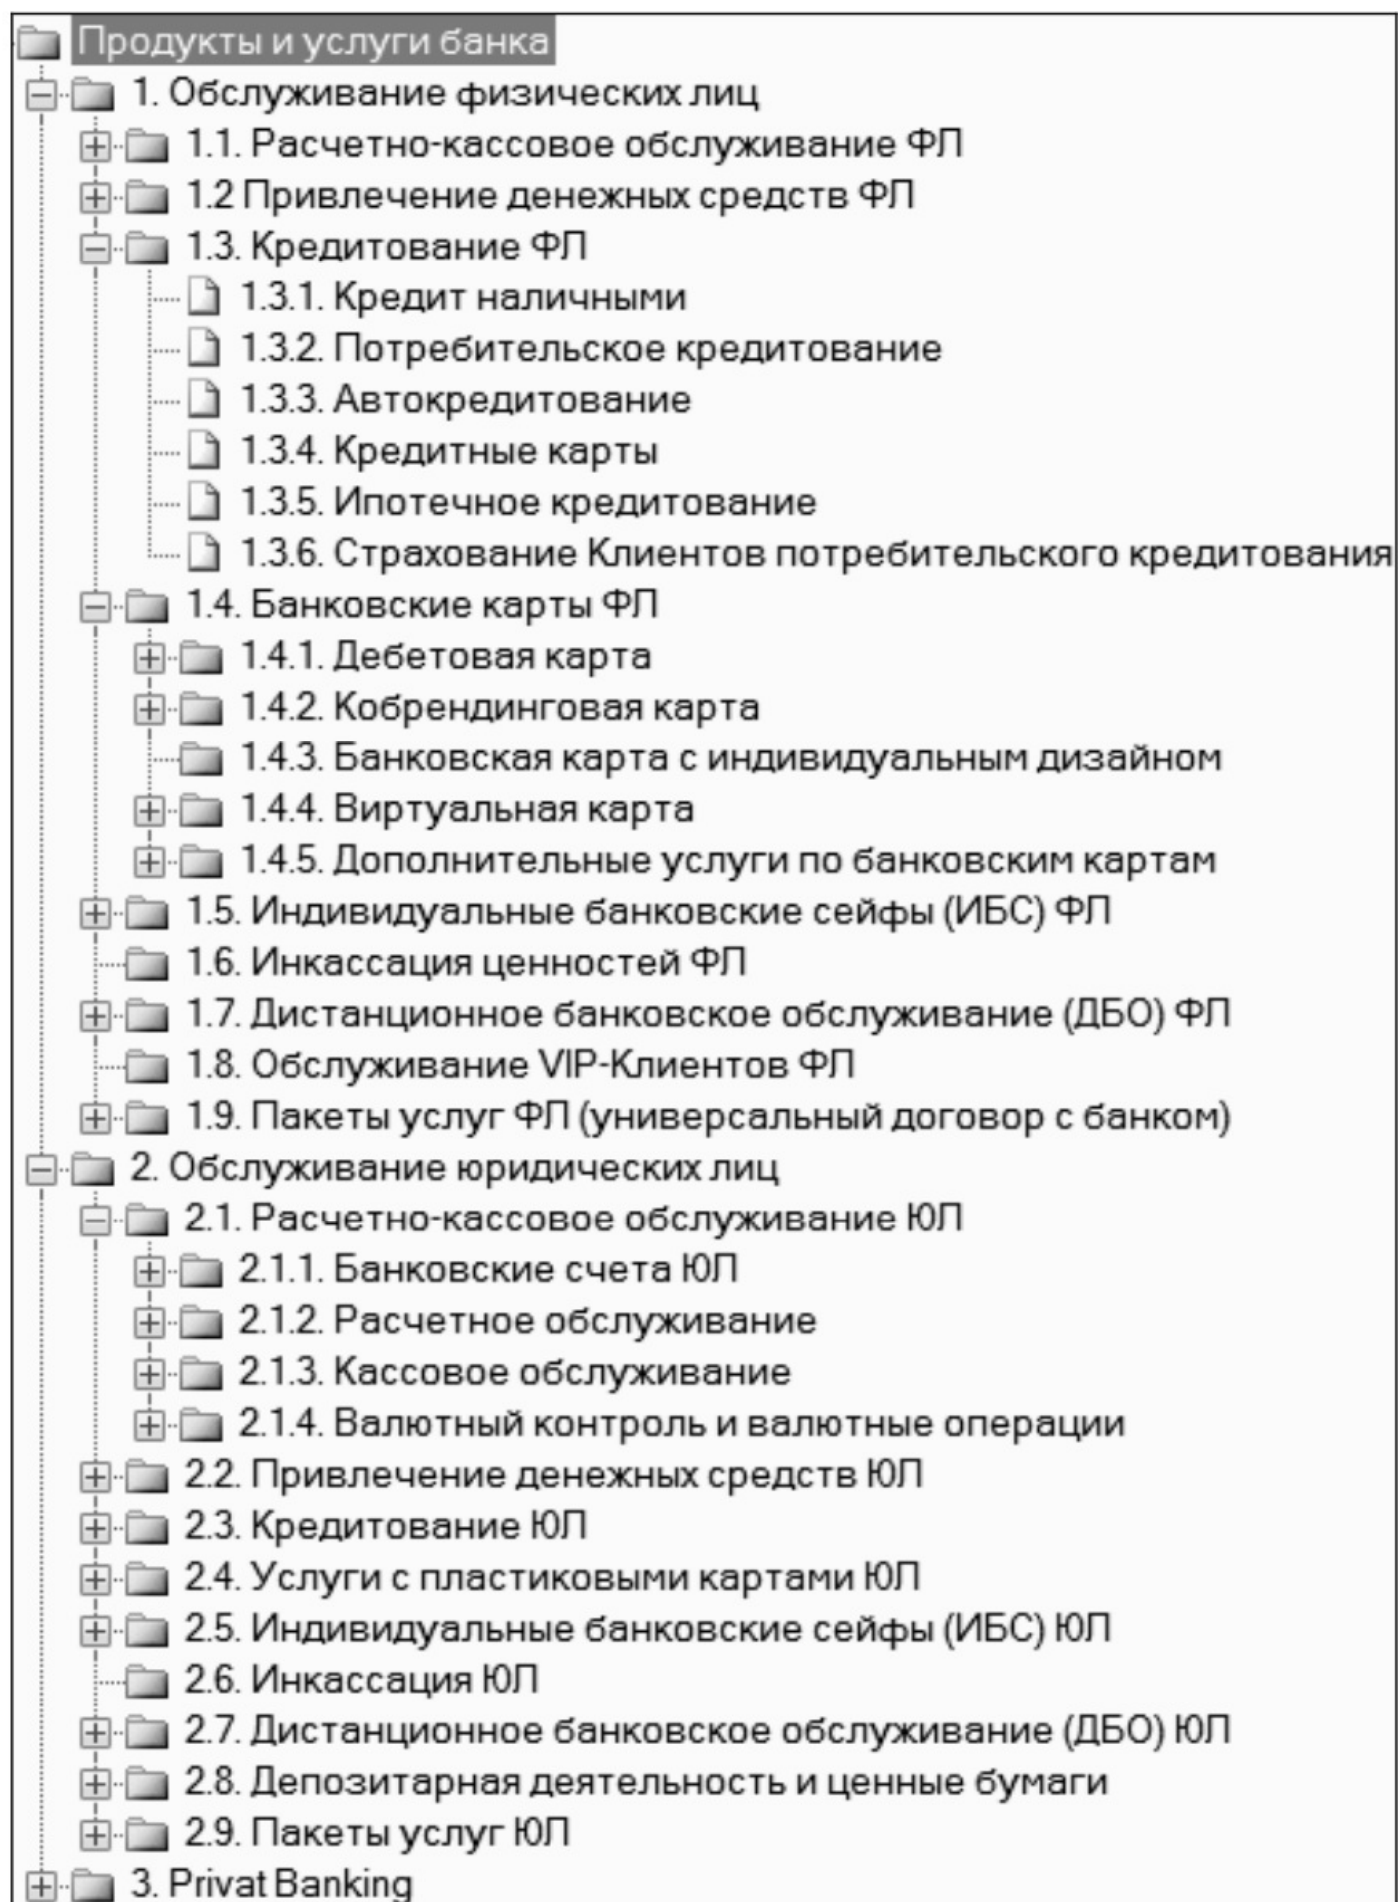 Продукты и услуги банка
1. Обслуживание физических лиц
1.1. Расчетно-кассовое обслуживание ФЛ
1.2 Привлечение денежных средств ФЛ
1.3. Кредитование ФЛ
1.3.1. Кредит наличными
1.3.2. Потребительское кредитование
1.3.3. Автокредитование
1.3.4. Кредитные карты
1.3.5. Ипотечное кредитование
1.3.6. Страхование Клиентов потребительского кредитования
1.4. Банковские карты ФЛ
1.4.1. Дебетовая карта
1.4.2. Кобрендинговая карта
1.4.3. Банковская карта с индивидуальным дизайном
1.4.4. Виртуальная карта
1.4.5. Дополнительные услуги по банковским картам
1.5. Индивидуальные банковские сейфы (ИБС) ФЛ
1.6. Инкассация ценностей ФЛ
1.7. Дистанционное банковское обслуживание (ДБО) ФЛ
1.8. Обслуживание VIP-Клиентов ФЛ
1.9. Пакеты услуг ФЛ (универсальный договор с банком)
2. Обслуживание юридических лиц
2.1. Расчетно-кассовое обслуживание ЮЛ
2.1.1. Банковские счета ЮЛ
2.1.2. Расчетное обслуживание
2.1.3. Кассовое обслуживание
2.1.4. Валютный контроль и валютные операции
2.2. Привлечение денежных средств ЮЛ
2.3. Кредитование ЮЛ
2.4. Услуги с пластиковыми картами ЮЛ
2.5. Индивидуальные банковские сейфы (ИБС) ЮЛ
2.6. Инкассация ЮЛ
2.7. Дистанционное банковское обслуживание (ДБО) ЮЛ
2.8. Депозитарная деятельность и ценные бумаги
2.9. Пакеты услуг ЮЛ
3. Privat Banking